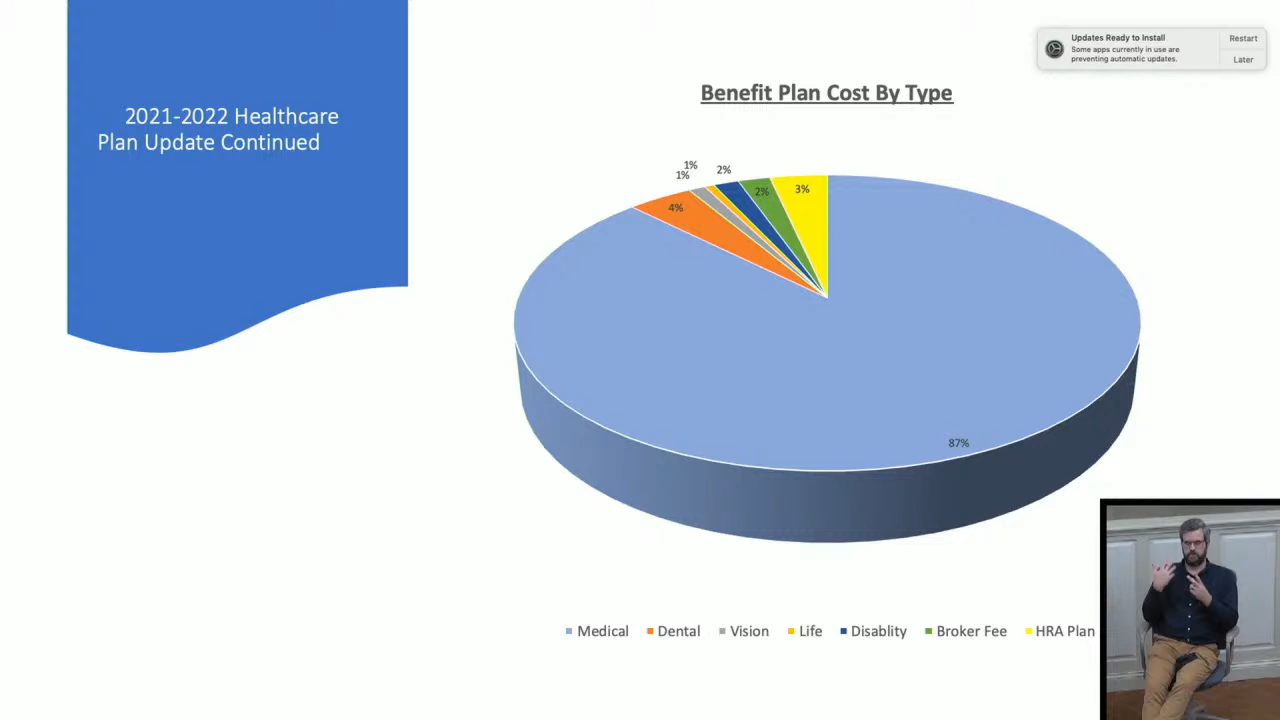 2021-2022 Healthcare
Plan Update Continued
Updates Ready to Install
Some apps currently in use are
preventing automatic updates.
Restart
Later
Benefit Plan Cost By Type
1%
1%
2%
4%
2%
3%
87%
Medical
Dental
Vision
Life
Disablity
Broker Fee
HRA Plan